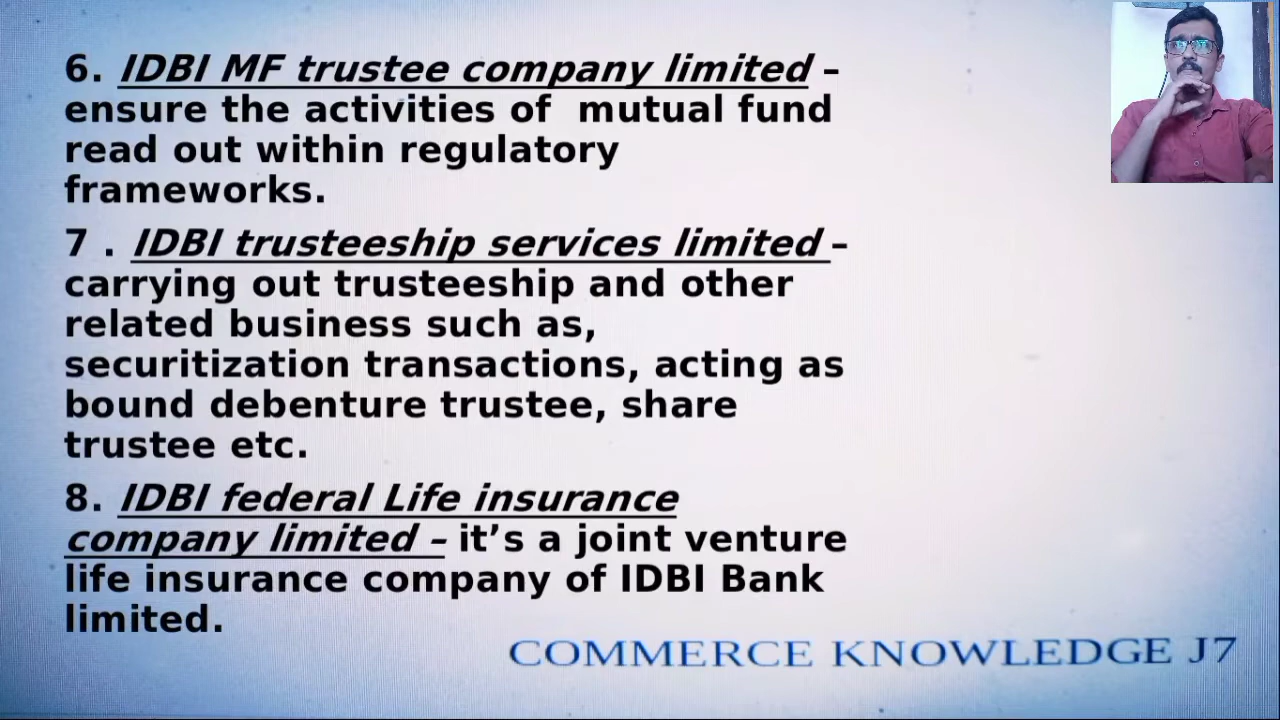 6. IDBI MF trustee company limited –
ensure the activities of mutual fund
read out within regulatory
frameworks.
7 . IDBI trusteeship services limited –
carrying out trusteeship and other
related business such as,
securitization transactions, acting as
bound debenture trustee, share
trustee etc.
8. IDBI federal Life insurance
company limited – it’s a joint venture
life insurance company of IDBI Bank
limited.
COMMERCE KNOWLEDGE J7